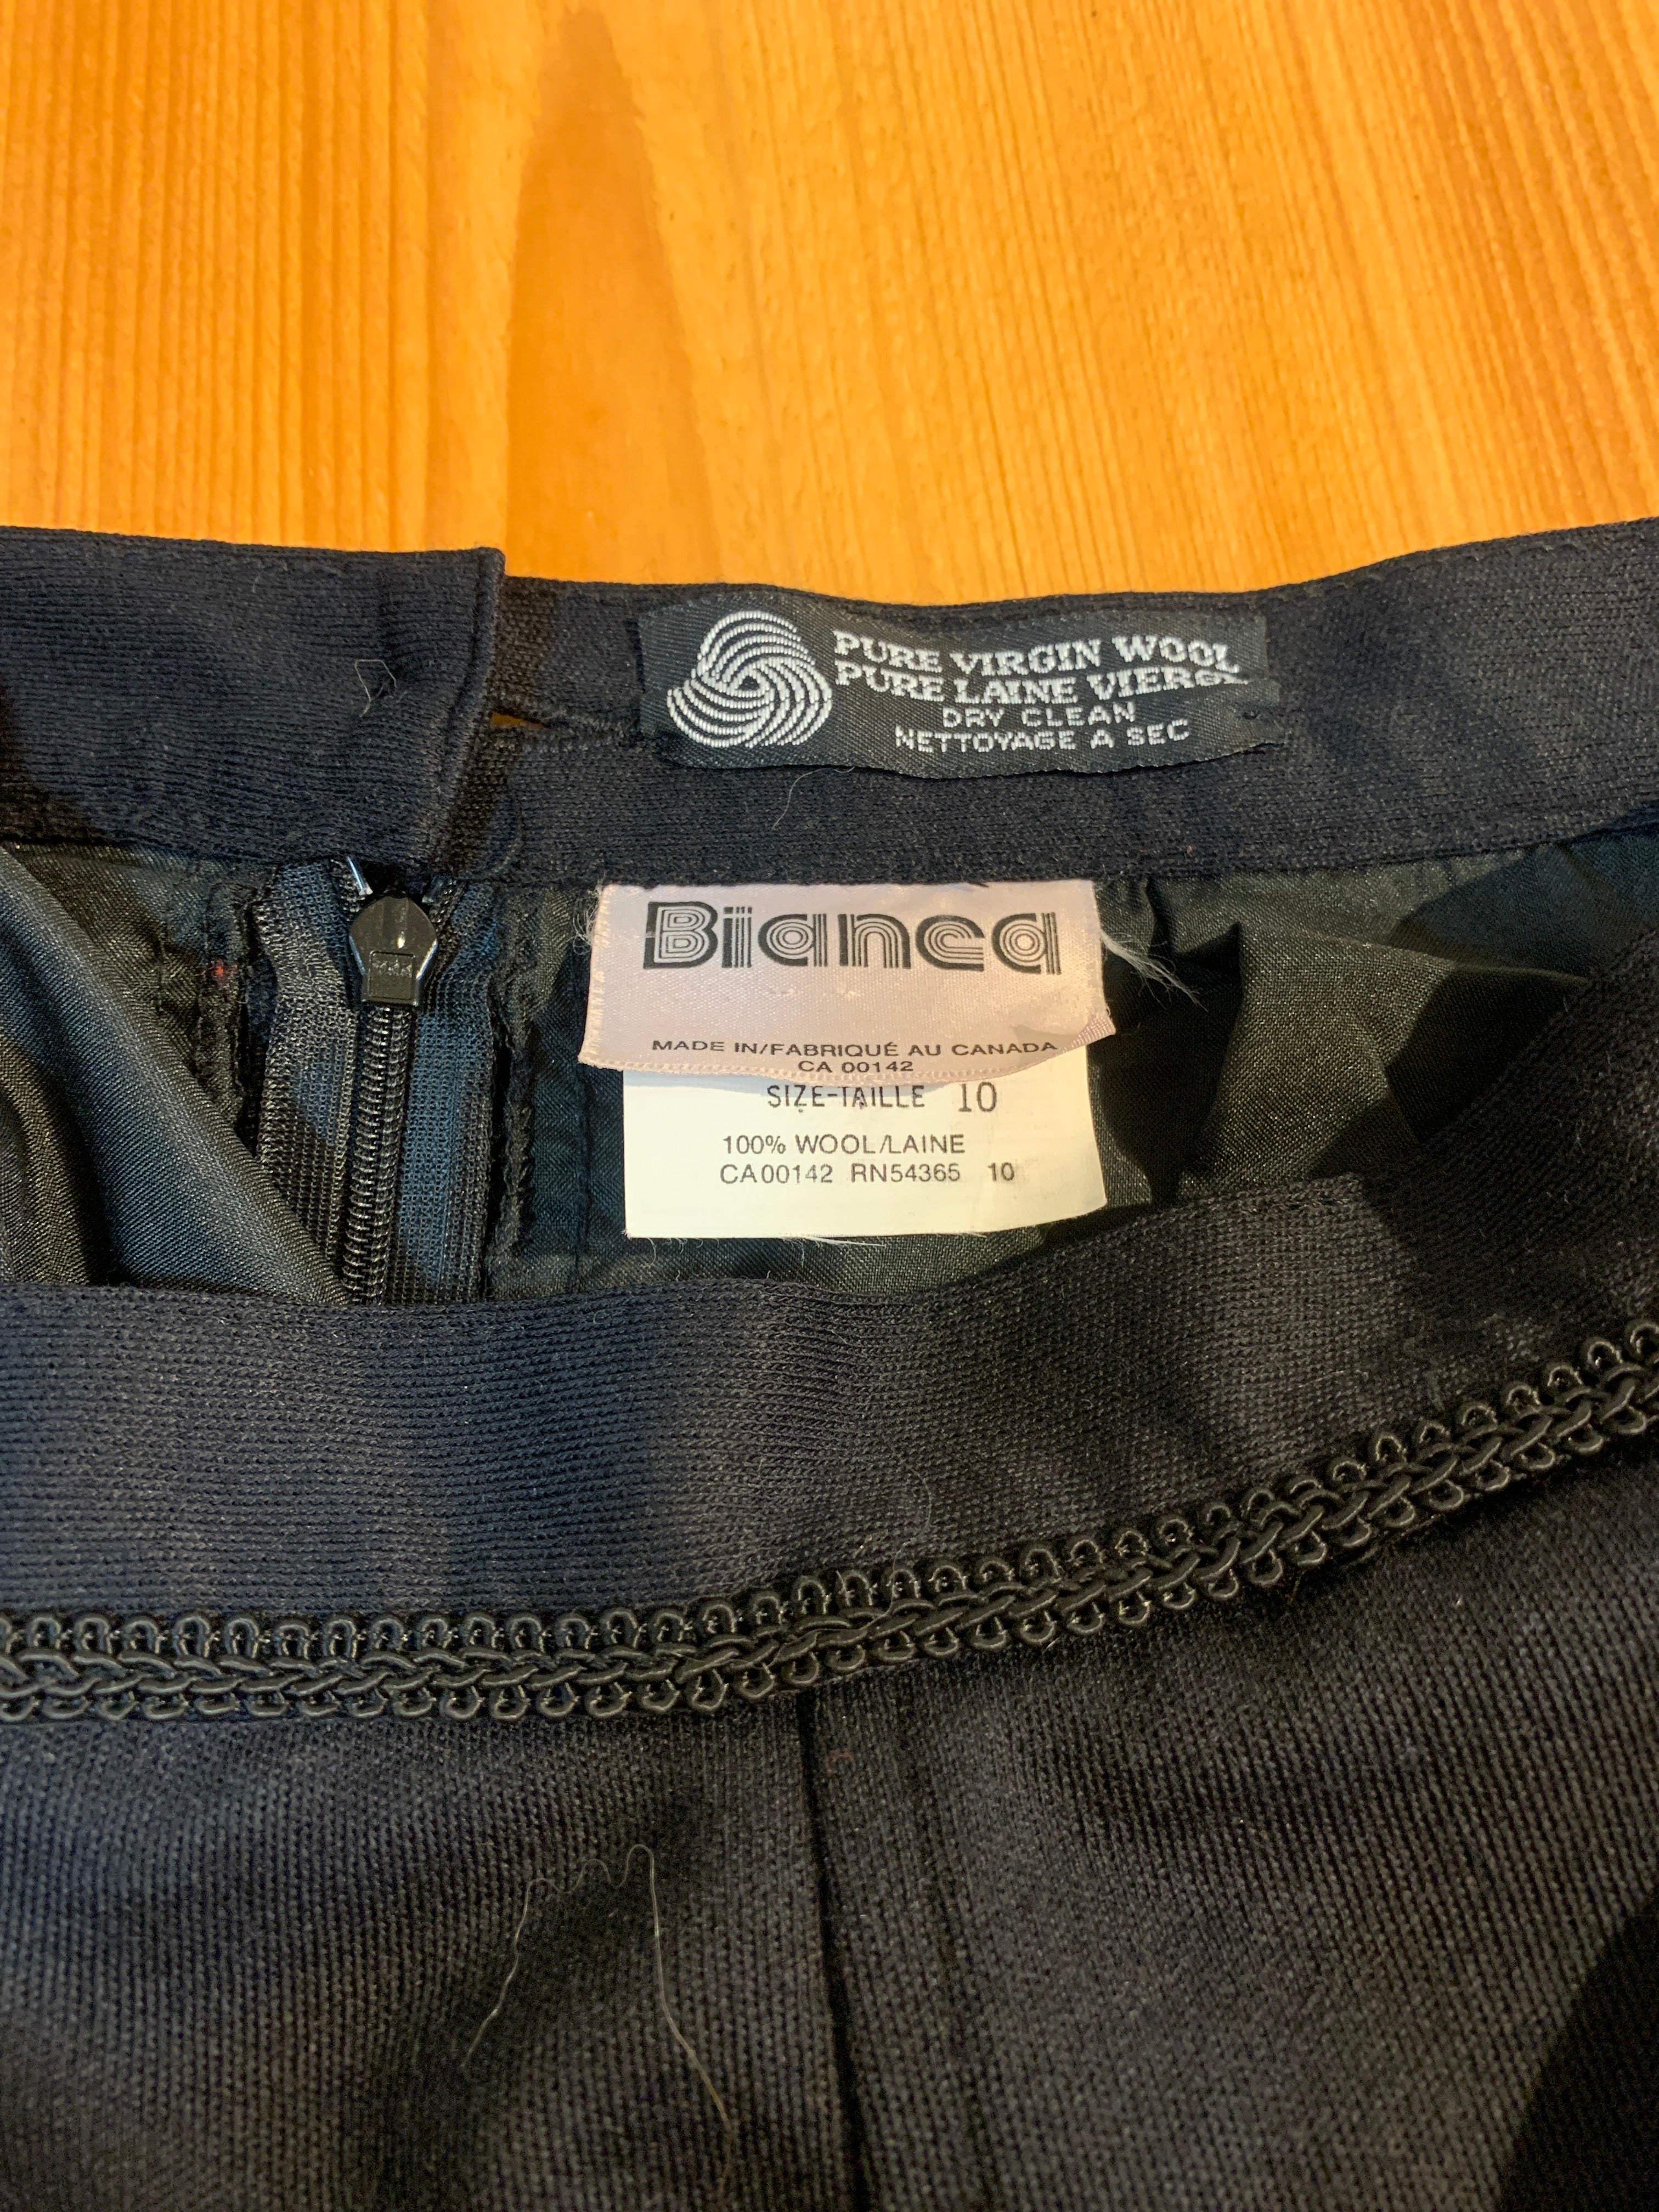 PURE VIRGIN WOOL
PURE LAINE VIERGE
DRY CLEAN
NETTOYAGE A SEC
Bianca
MADE IN/FABRIQUÉ AU CANADA
CA 00142
SIZE-TAILLE 10
100% WOOL/LAINE
CA00142 RN54365 10